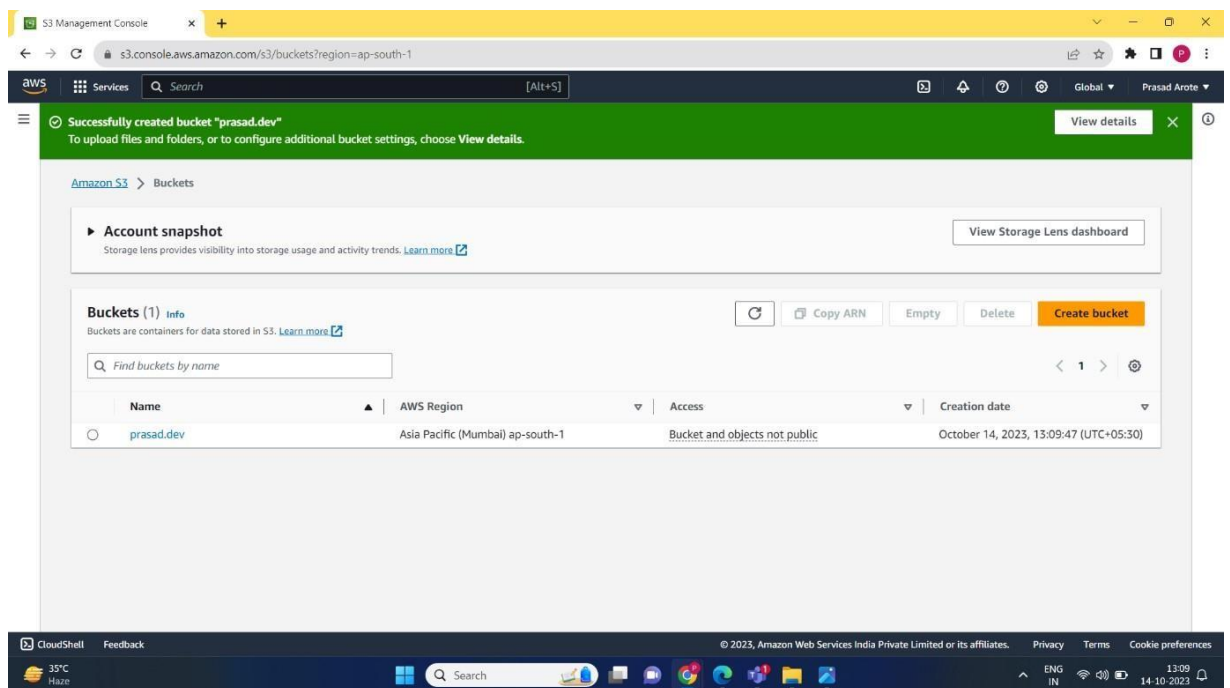 S3 Management Console
s3.console.aws.amazon.com/s3/buckets?region=ap-south-1
P
aws Services Search [Alt+S] Global Prasad Arote
Successfully created bucket "prasad.dev"
To upload files and folders, or to configure additional bucket settings, choose View details.
View details
Amazon S3 > Buckets
Account snapshot
Storage lens provides visibility into storage usage and activity trends. Learn more
View Storage Lens dashboard
Buckets (1) Info
Buckets are containers for data stored in S3. Learn more
Copy ARN Empty Delete Create bucket
Find buckets by name
< 1 >
Name AWS Region Access Creation date
prasad.dev Asia Pacific (Mumbai) ap-south-1 Bucket and objects not public October 14, 2023, 13:09:47 (UTC+05:30)
CloudShell Feedback © 2023, Amazon Web Services India Private Limited or its affiliates. Privacy Terms Cookie preferences
35°C
Haze
Search
ENG
IN
13:09
14-10-2023